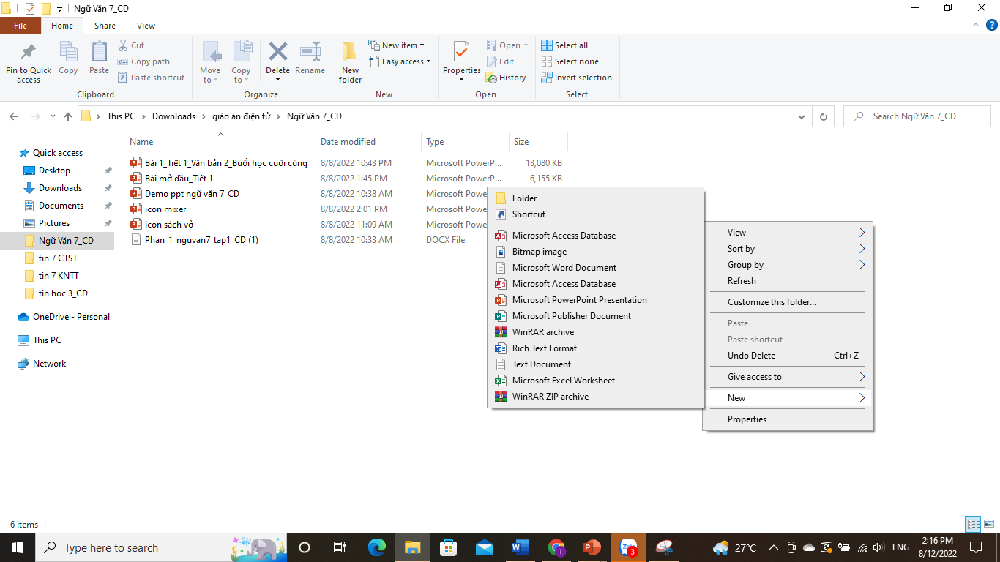 Ngữ Văn 7_CD
File Home Share View
Pin to Quick access
Copy
Paste
Cut
Copy path
Paste shortcut
Clipboard
Move to
Copy to
Delete
Rename
Organize
New folder
New item
Easy access
New
Properties
Open
Edit
History
Open
Select all
Select none
Invert selection
Select
This PC Downloads giáo án điện tử Ngữ Văn 7_CD
Search Ngữ Văn 7_CD
Quick access
Desktop
Downloads
Documents
Pictures
Ngữ Văn 7_CD
tin 7 CTST
tin 7 KNTT
tin hoc 3_CD
OneDrive - Personal
This PC
Network
Name Date modified Type Size
Bài 1_Tiết 1_Văn bản 2_Buổi học cuối cùng 8/8/2022 10:43 PM Microsoft PowerP... 13,080 KB
Bài mở đầu_Tiết 1 8/8/2022 1:45 PM Microsoft PowerP... 6,155 KB
Demo ppt ngữ văn 7_CD 8/8/2022 10:38 AM Microsoft Powe
icon mixer 8/8/2022 2:01 PM Microsoft Powe
icon sách vở 8/8/2022 11:09 AM Microsoft Powe
Phan_1_nguvan7_tap1_CD (1) 8/8/2022 10:33 AM DOCX File
Folder
Shortcut
Microsoft Access Database
Bitmap image
Microsoft Word Document
Microsoft Access Database
Microsoft PowerPoint Presentation
Microsoft Publisher Document
WinRAR archive
Rich Text Format
Text Document
Microsoft Excel Worksheet
WinRAR ZIP archive
View
Sort by
Group by
Refresh
Customize this folder...
Paste
Paste shortcut
Undo Delete Ctrl+Z
Give access to
New
Properties
6 items
Type here to search
3
27°C
ENG
2:16 PM
8/12/2022